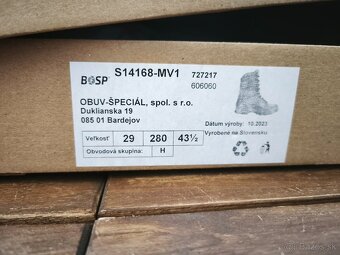 BOSP
S14168-MV1
727217
606060
OBUV-ŠPECIÁL, spol. s r.o.
Duklianska 19
085 01 Bardejov
Dátum výroby: 10.2023
Vyrobené na Slovensku
Veľkosť 29 280 43½
Obvodová skupina: H